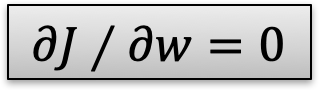 ∂J / ∂w = 0